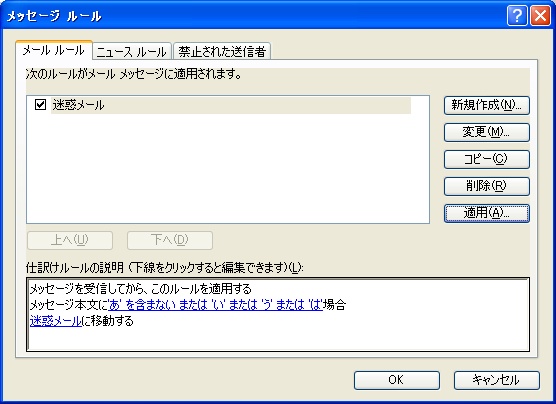 メッセージ ルール
メール ルール
ニュース ルール
禁止された送信者
次のルールがメール メッセージに適用されます。
迷惑メール
新規作成(N)...
変更(M)...
コピー(C)
削除(R)
適用(A)...
上へ(U)
下へ(D)
仕訳けルールの説明 (下線をクリックすると編集できます)(L):
メッセージを受信してから、このルールを適用する
メッセージ本文に'あ' を含まない または 'い' または 'う' または 'は'場合
迷惑メールに移動する
OK
キャンセル